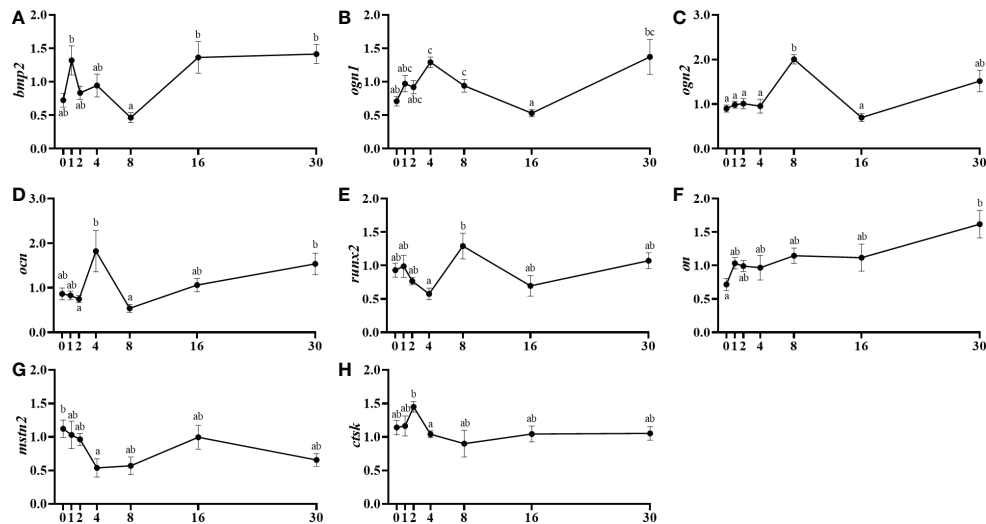 A
bmp2
2.0
1.5
1.0
0.5
0.0
ab b ab ab a b b
0 1 2 4 8 16 30
B
ogn1
2.0
1.5
1.0
0.5
0.0
ab abc abc c c a bc
0 1 2 4 8 16 30
C
ogn2
3.0
2.0
1.0
0.0
a a a a b a ab
0 1 2 4 8 16 30
D
ocn
3.0
2.0
1.0
0.0
ab ab a b a ab b
0 1 2 4 8 16 30
E
runx2
2.0
1.5
1.0
0.5
0.0
ab ab ab a b ab ab
0 1 2 4 8 16 30
F
on
2.0
1.5
1.0
0.5
0.0
a ab ab ab ab ab b
0 1 2 4 8 16 30
G
mstn2
2.0
1.5
1.0
0.5
0.0
b ab ab a ab ab ab
0 1 2 4 8 16 30
H
ctsk
2.0
1.5
1.0
0.5
0.0
ab ab b a ab ab ab
0 1 2 4 8 16 30